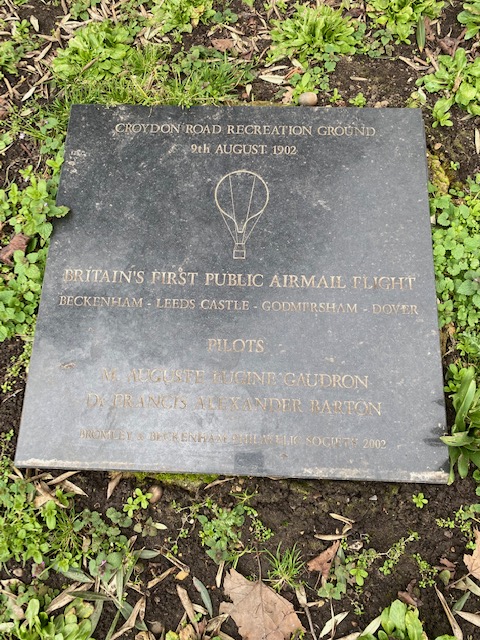 CROYDON ROAD RECREATION GROUND
9th AUGUST 1902
BRITAIN'S FIRST PUBLIC AIRMAIL FLIGHT
BECKENHAM - LEEDS CASTLE - GODMERSHAM - DOVER
PILOTS
M. AUGUSTE EUGINE GAUDRON
Dr FRANCIS ALEXANDER BARTON
BROMLEY & BECKENHAM PHILATELIC SOCIETY 2002